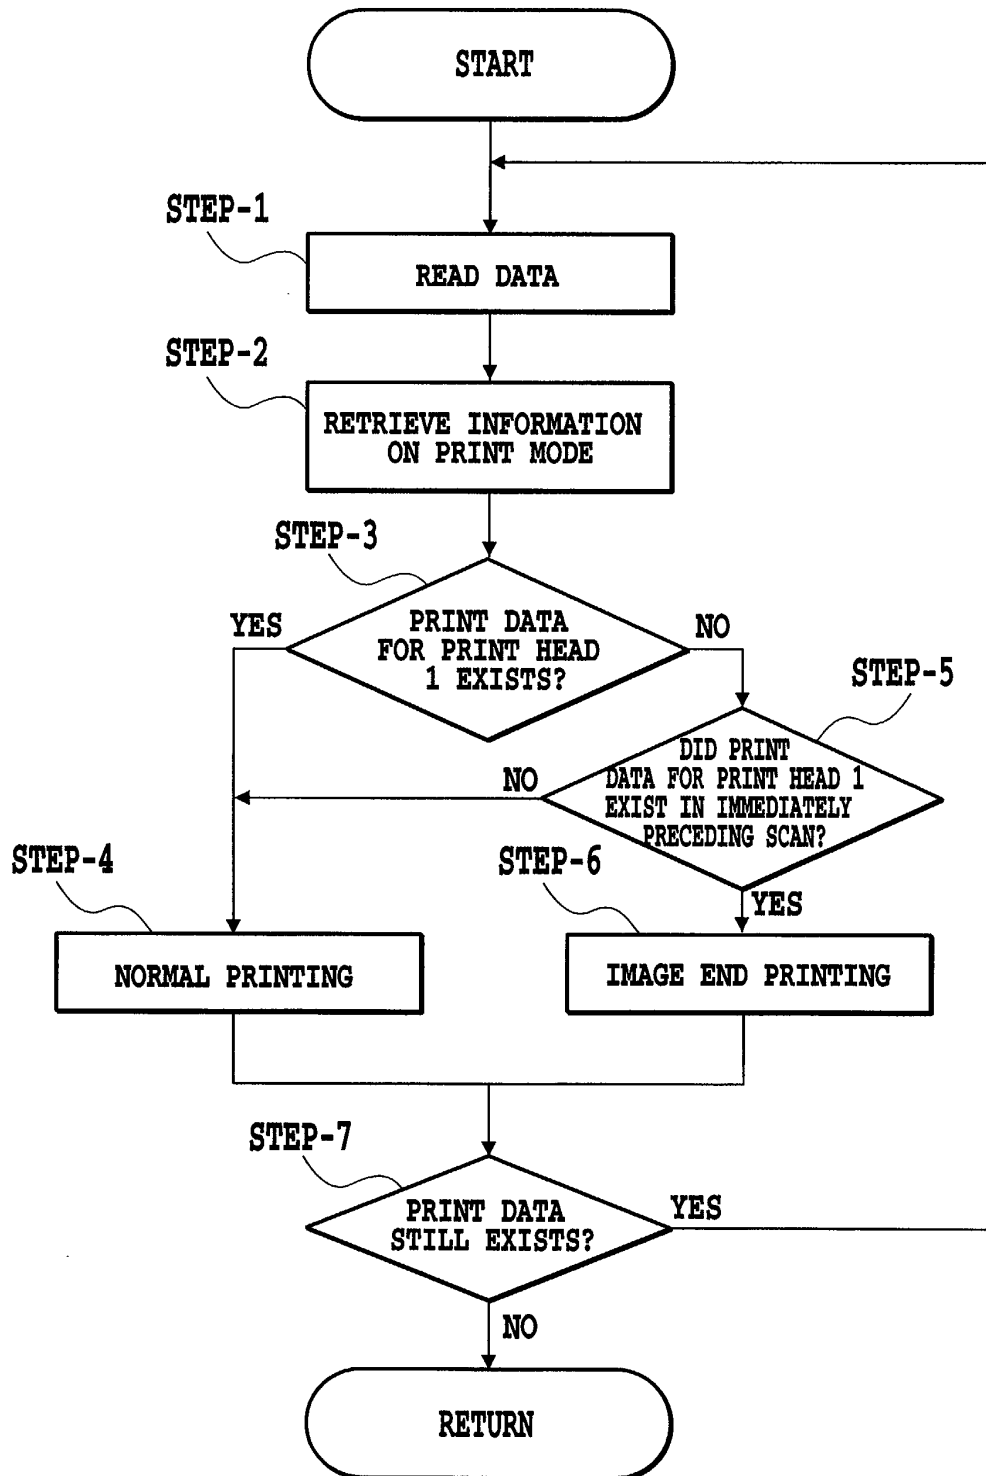 START
STEP-1
READ DATA
STEP-2
RETRIEVE INFORMATION
ON PRINT MODE
STEP-3
YES
PRINT DATA
FOR PRINT HEAD
1 EXISTS?
NO
STEP-5
DID PRINT
DATA FOR PRINT HEAD 1
EXIST IN IMMEDIATELY
PRECEDING SCAN?
NO
YES
STEP-4
NORMAL PRINTING
STEP-6
IMAGE END PRINTING
STEP-7
PRINT DATA
STILL EXISTS?
YES
NO
RETURN